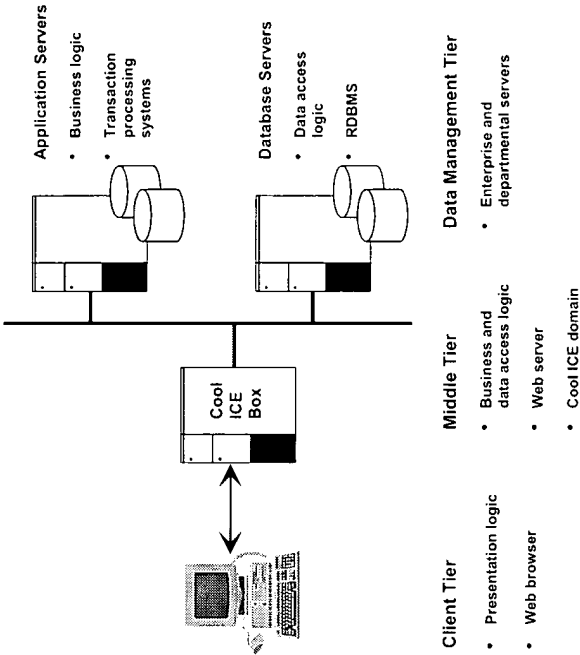 Application Servers
• Business logic
• Transaction
processing
systems
Database Servers
• Data access
logic
• RDBMS
Cool
ICE
Box
Client Tier
• Presentation logic
• Web browser
Middle Tier
• Business and
data access logic
• Web server
• Cool ICE domain
Data Management Tier
• Enterprise and
departmental servers